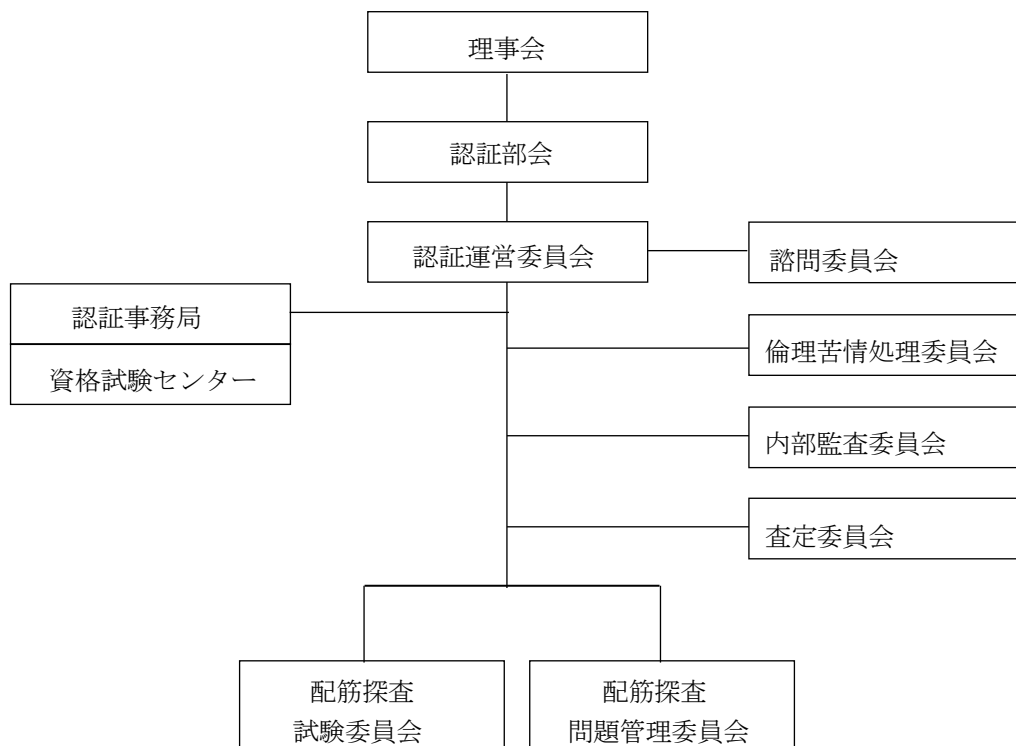 理事会
認証部会
認証運営委員会
諮問委員会
認証事務局
資格試験センター
倫理苦情処理委員会
内部監査委員会
査定委員会
配筋探査
試験委員会
配筋探査
問題管理委員会